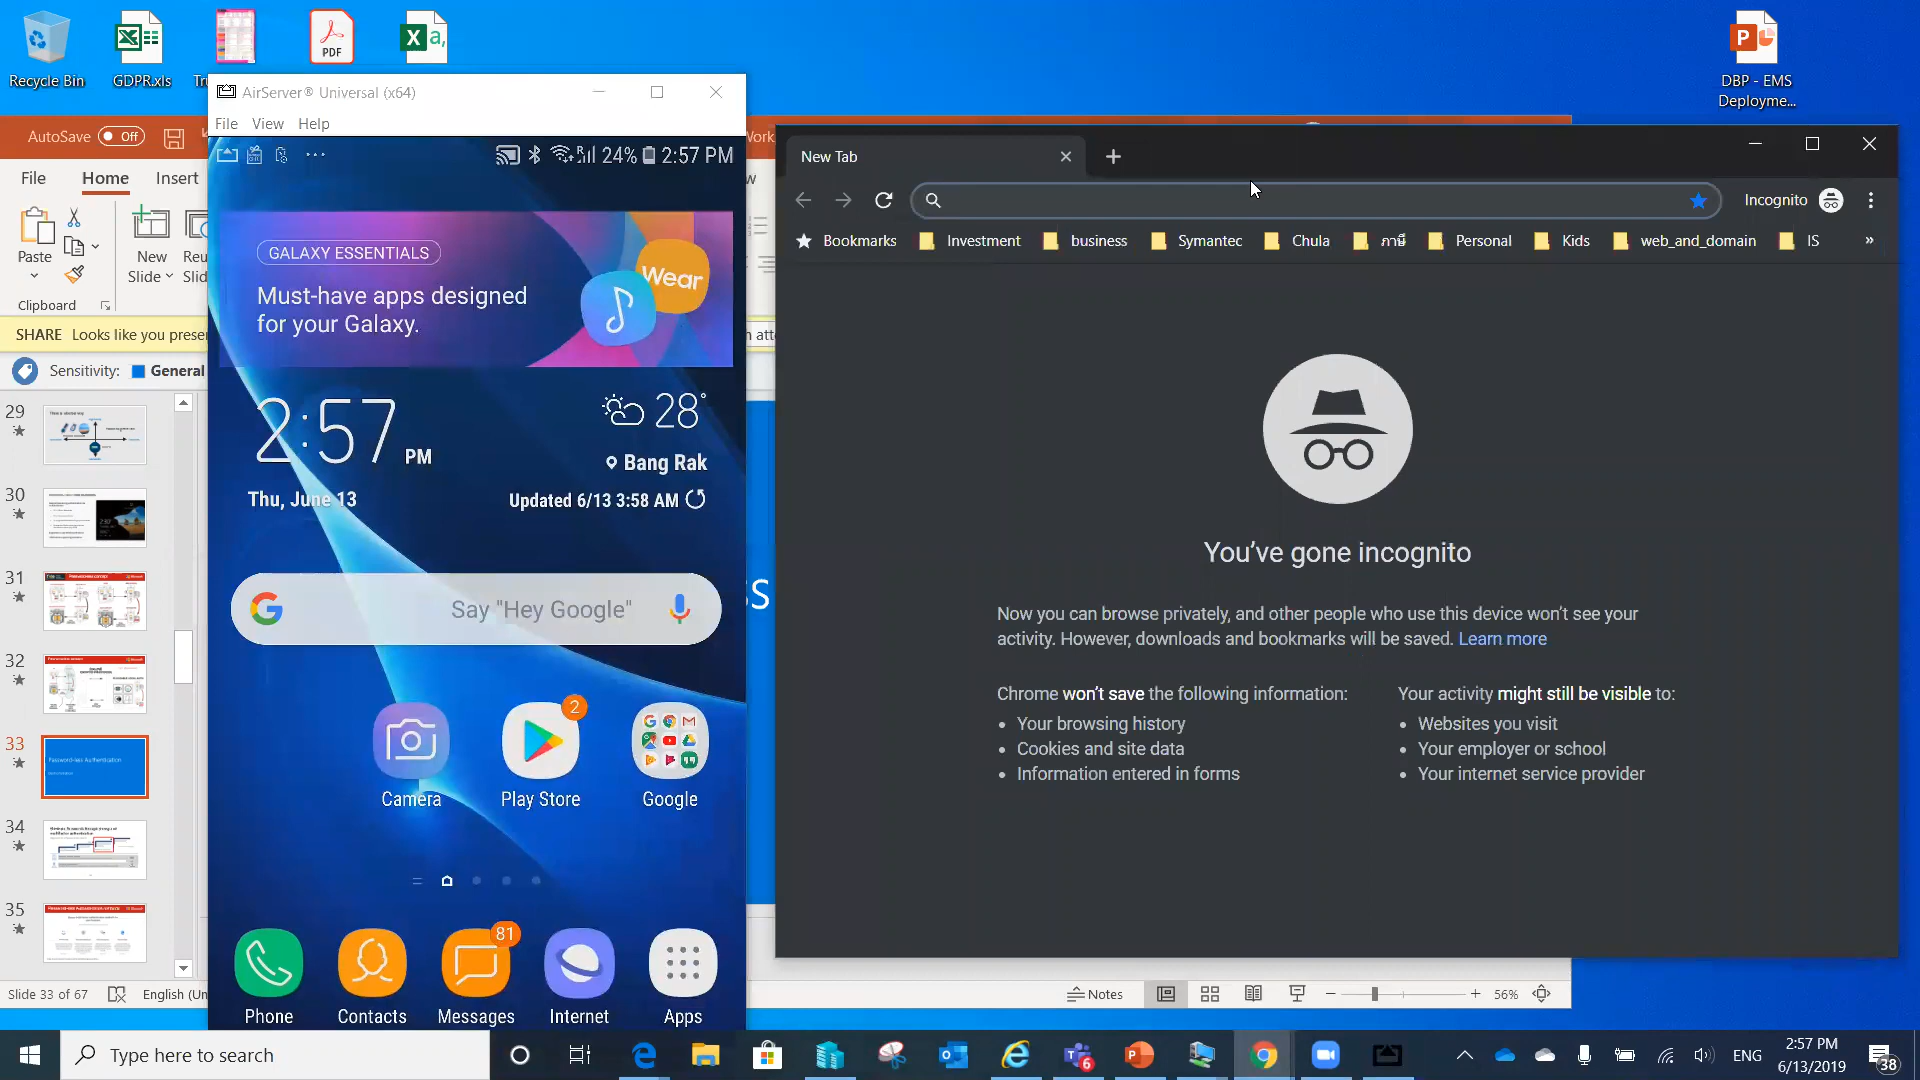 Recycle Bin
GDPR.xls
PDF
a,
DBP - EMS
Deployme...
AirServer® Universal (x64)
File View Help
AutoSave Off
File Home Insert
Paste
New
Slide
Clipboard
SHARE Looks like you
Sensitivity: General
29
30
31
32
33
Password-less Authentication
34
35
Slide 33 of 67
Notes
56%
24% 2:57 PM
GALAXY ESSENTIALS
Must-have apps designed
for your Galaxy.
Wear
2:57 PM
28°
Bang Rak
Thu, June 13
Updated 6/13 3:58 AM
Say "Hey Google"
2
Camera Play Store Google
81
Phone Contacts Messages Internet Apps
New Tab
Incognito
Bookmarks Investment business Symantec Chula ภาษี Personal Kids web_and_domain IS »
You've gone incognito
Now you can browse privately, and other people who use this device won't see your
activity. However, downloads and bookmarks will be saved. Learn more
Chrome won't save the following information:
• Your browsing history
• Cookies and site data
• Information entered in forms
Your activity might still be visible to:
• Websites you visit
• Your employer or school
• Your internet service provider
Type here to search
6
ENG
2:57 PM
6/13/2019
38